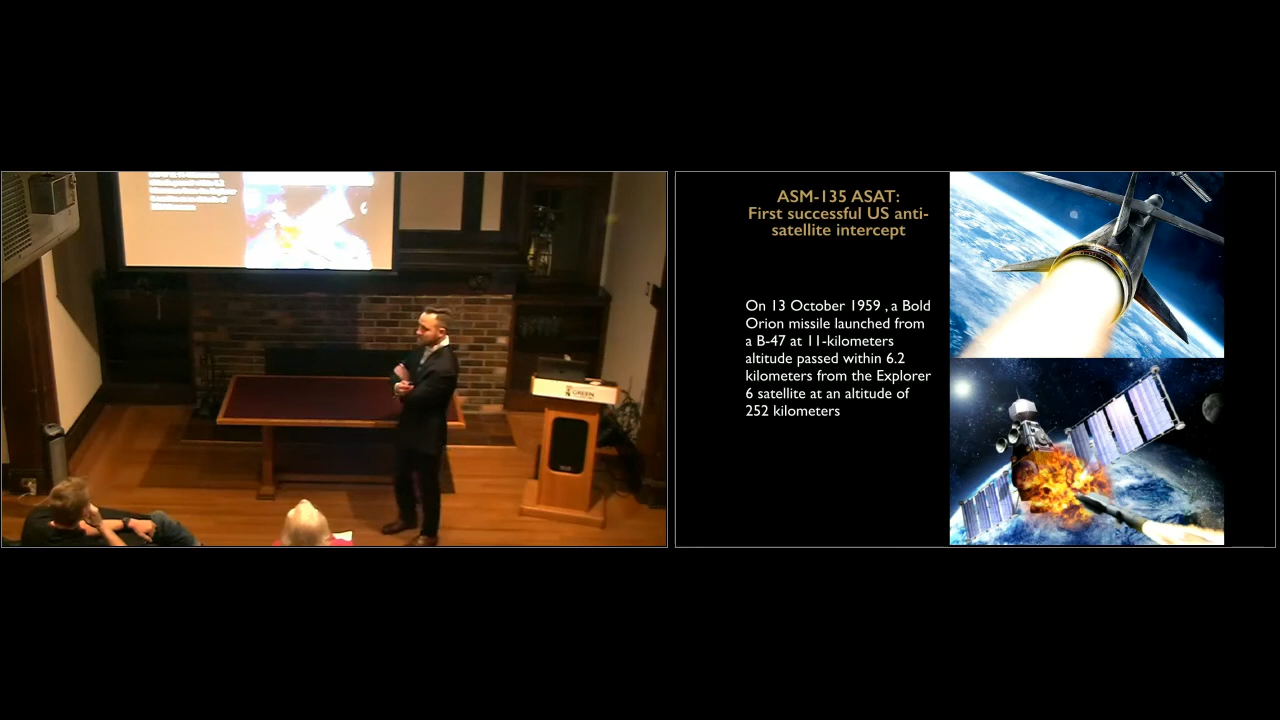 ASM-135 ASAT:
First successful US anti-
satellite intercept
On 13 October 1959 , a Bold
Orion missile launched from
a B-47 at 11-kilometers
altitude passed within 6.2
kilometers from the Explorer
6 satellite at an altitude of
252 kilometers
GREEN